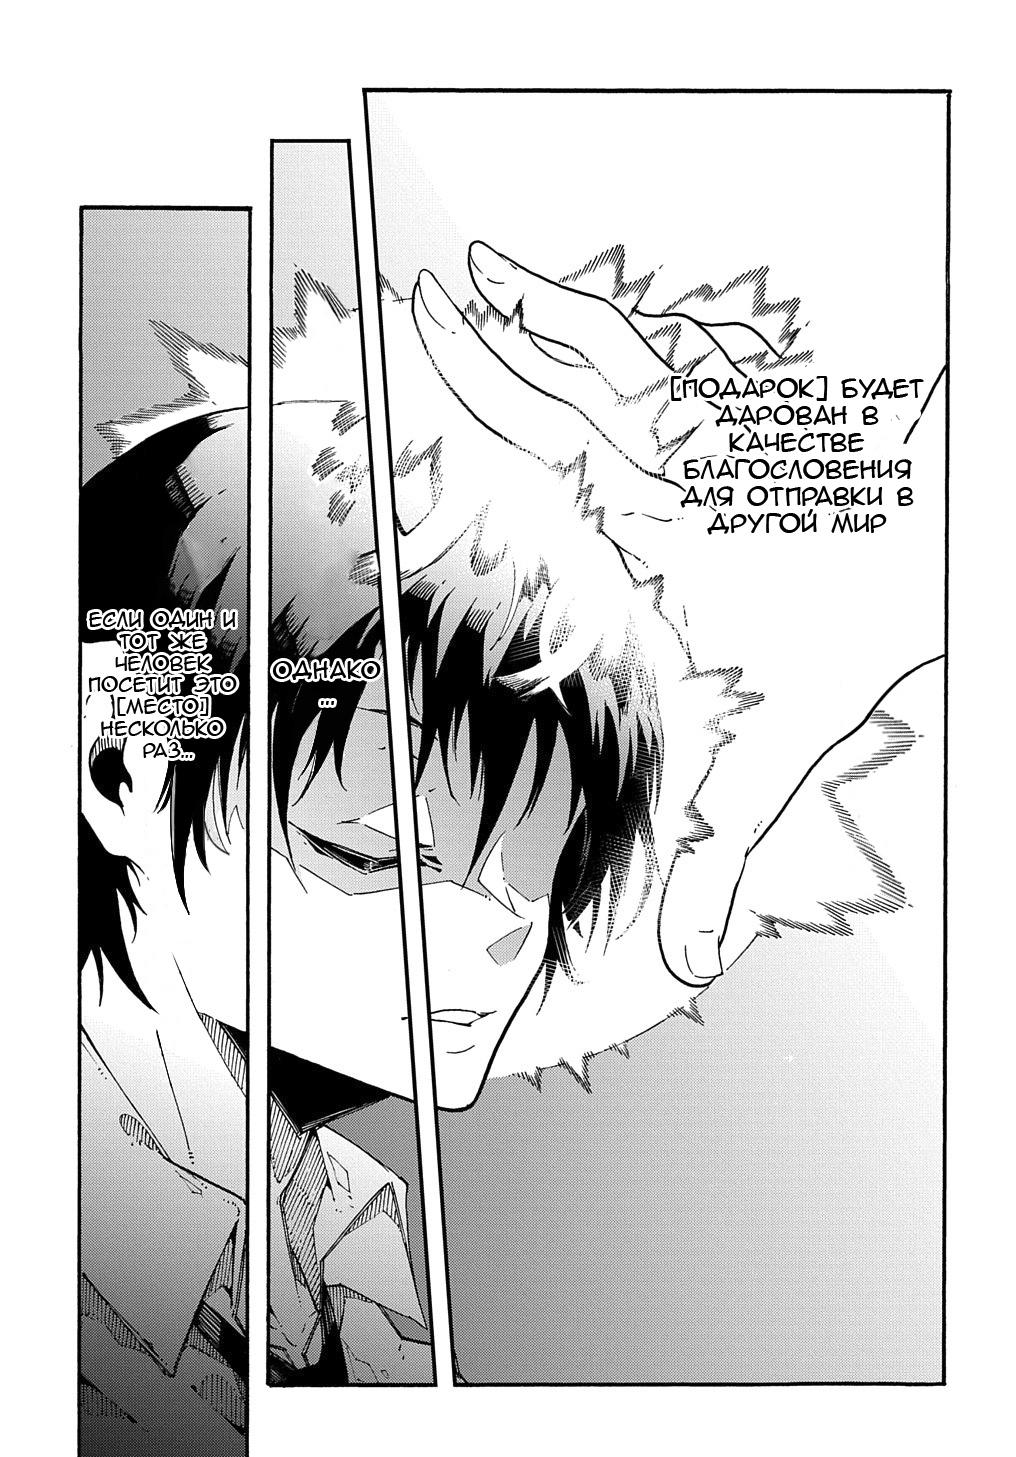 [ПОДАРОК] БУДЕТ
ДАРОВАН В
КАЧЕСТВЕ
БЛАГОСЛОВЕНИЯ
ДЛЯ ОТПРАВКИ В
ДРУГОЙ МИР
ОДНАКО
...
ЕСЛИ ОДИН И
ТОТ ЖЕ
ЧЕЛОВЕК
ПОСЕТИТ ЭТО
[МЕСТО]
НЕСКОЛЬКО
РАЗ...